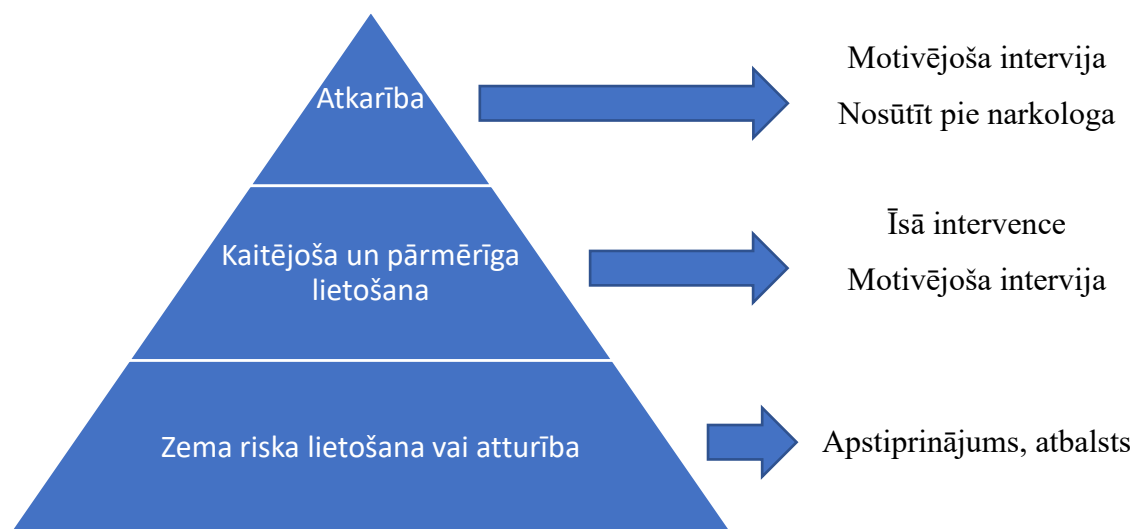 Atkarība
Motivējoša intervija
Nosūtīt pie narkologa
Kaitējoša un pārmērīga
lietošana
Īsā intervence
Motivējoša intervija
Zema riska lietošana vai atturība
Apstiprinājums, atbalsts